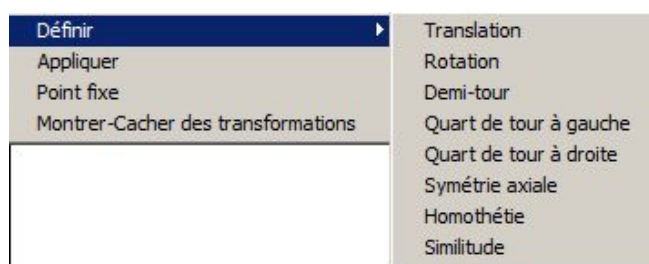 Définir
Appliquer
Point fixe
Montrer-Cacher des transformations
Translation
Rotation
Demi-tour
Quart de tour à gauche
Quart de tour à droite
Symétrie axiale
Homothétie
Similitude